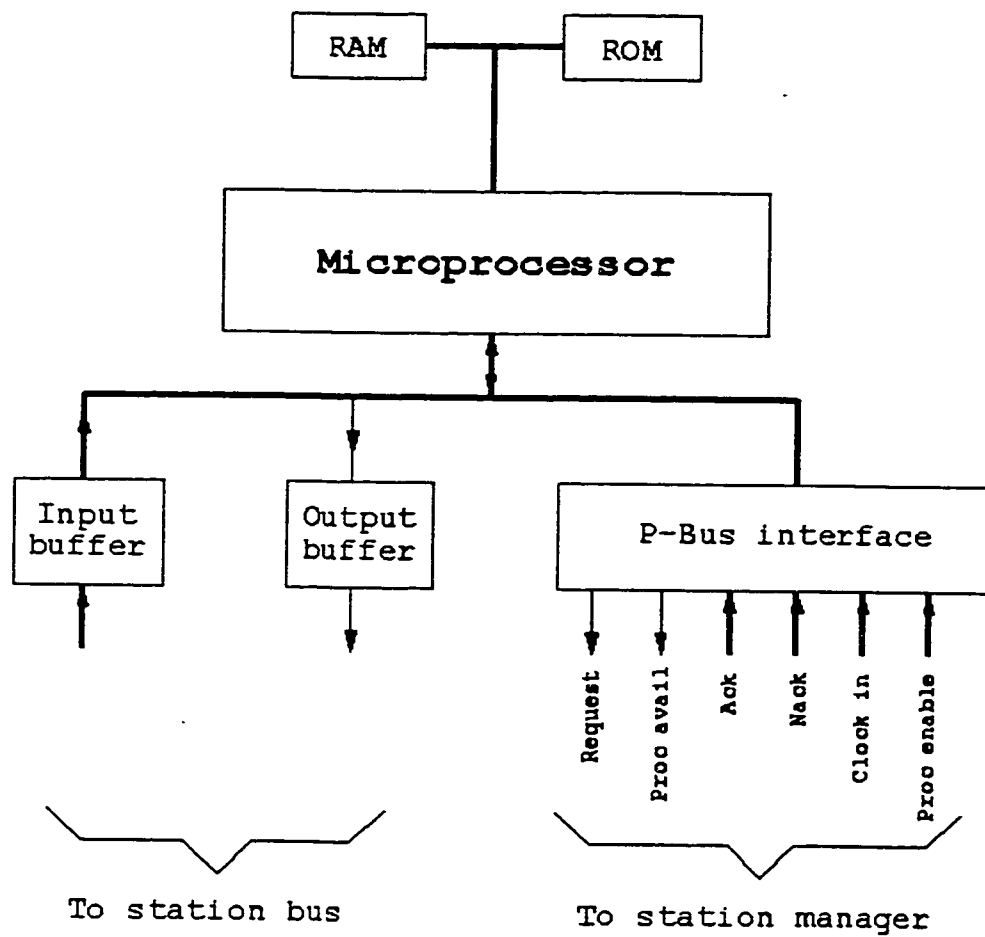 RAM
ROM
Microprocessor
Input
buffer
Output
buffer
P-Bus interface
Request
Proc avail
Ack
Nack
Clock in
Proc enable
To station bus
To station manager